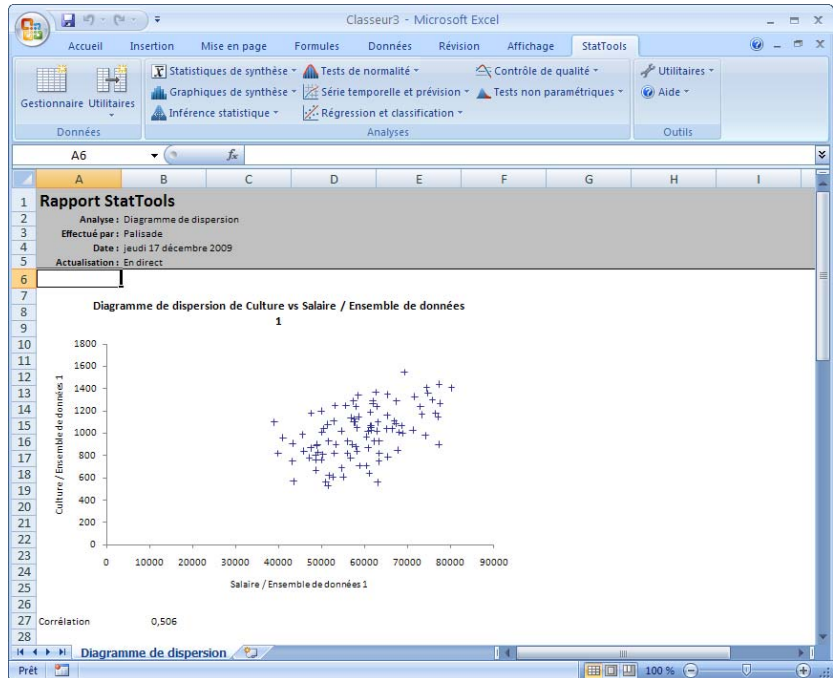 Classeur3 - Microsoft Excel
Accueil Insertion Mise en page Formules Données Révision Affichage StatTools
Gestionnaire Utilitaires
Données
Statistiques de synthèse
Graphiques de synthèse
Inférence statistique
Tests de normalité
Série temporelle et prévision
Régression et classification
Contrôle de qualité
Tests non paramétriques
Analyses
Utilitaires
Aide
Outils
A6 fx
A B C D E F G H I
1 Rapport StatTools
2 Analyse : Diagramme de dispersion
3 Effectué par : Palisade
4 Date : jeudi 17 décembre 2009
5 Actualisation : En direct
6
7
8
9
10
11
12
13
14
15
16
17
18
19
20
21
22
23
24
25
26
Diagramme de dispersion de Culture vs Salaire / Ensemble de données
1
Culture / Ensemble de données 1
1800
1600
1400
1200
1000
800
600
400
200
0
0 10000 20000 30000 40000 50000 60000 70000 80000 90000
Salaire / Ensemble de données 1
27 Corrélation 0,506
28
Diagramme de dispersion
Prêt 100 %